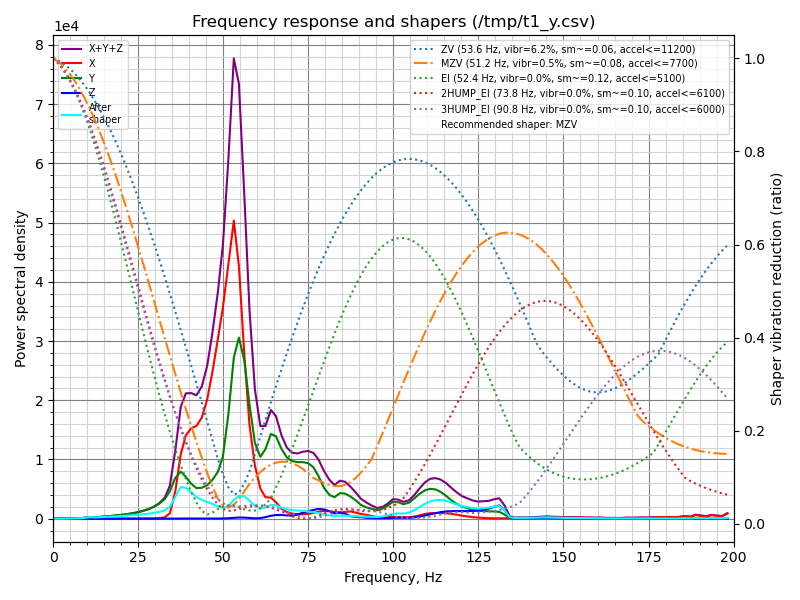 Frequency response and shapers (/tmp/t1_y.csv)
1e4
X+Y+Z
X
Y
Z
After
shaper
ZV (53.6 Hz, vibr=6.2%, sm~=0.06, accel<=11200)
MZV (51.2 Hz, vibr=0.5%, sm~=0.08, accel<=7700)
EI (52.4 Hz, vibr=0.0%, sm~=0.12, accel<=5100)
2HUMP_EI (73.8 Hz, vibr=0.0%, sm~=0.10, accel<=6100)
3HUMP_EI (90.8 Hz, vibr=0.0%, sm~=0.10, accel<=6000)
Recommended shaper: MZV
Power spectral density
8
7
6
5
4
3
2
1
0
1.0
0.8
0.6
0.4
0.2
0.0
Shaper vibration reduction (ratio)
0 25 50 75 100 125 150 175 200
Frequency, Hz